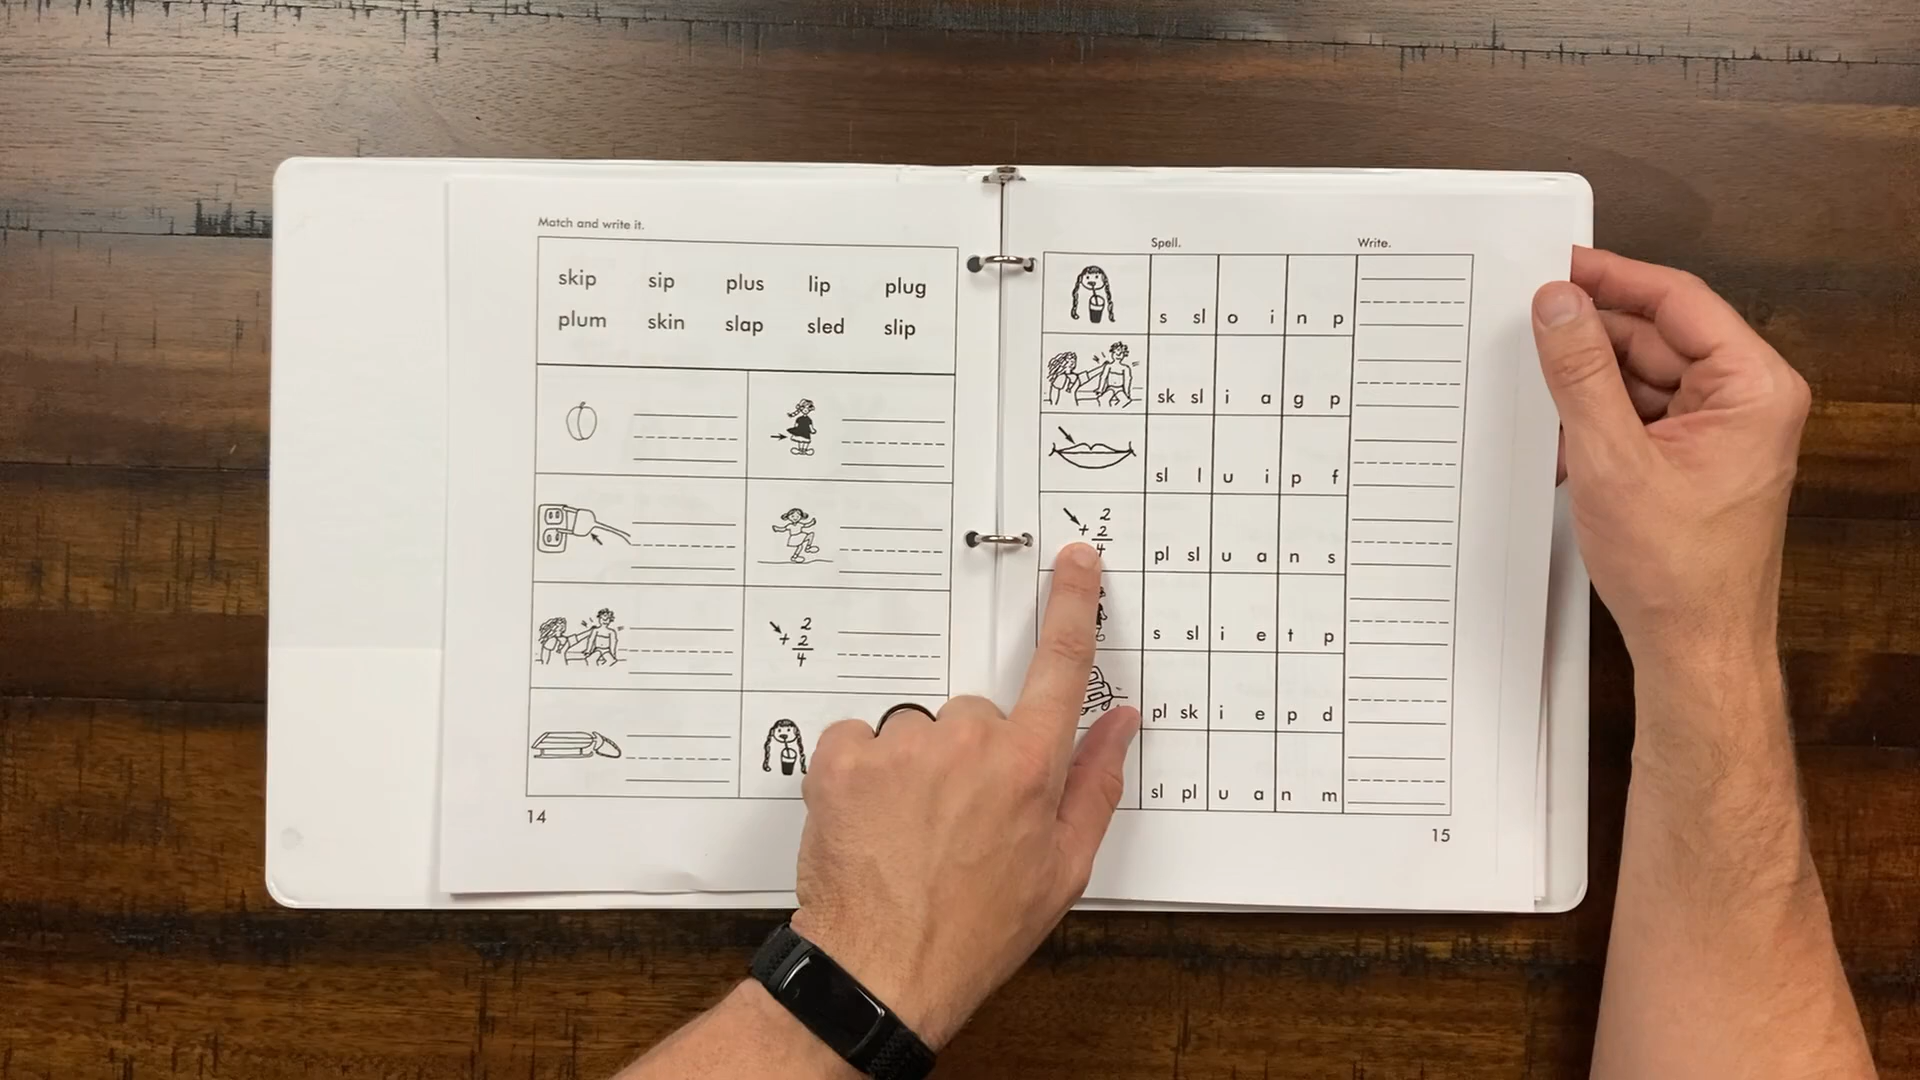 Match and write it.
skip sip plus lip plug
plum skin slap sled slip
2
+ 2
4
14
Spell. Write.
s sl o i n p
sk sl i a g p
sl l u i p f
2
+ 2
4
pl sl u a n s
s sl i e t p
pl sk i e p d
sl pl u a n m
15